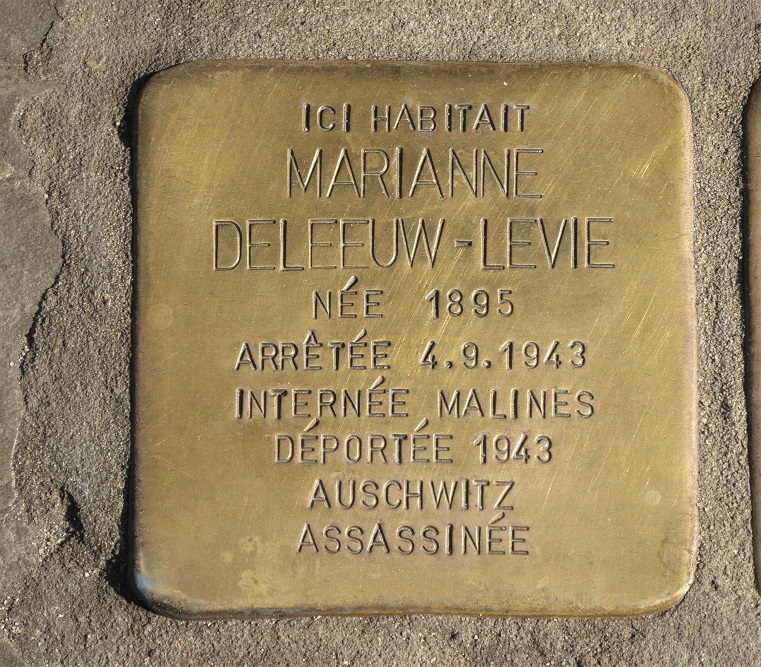 ICI HABITAIT
MARIANNE
DELEEUW-LEVIE
NÉE 1895
ARRÊTÉE 4.9.1943
INTERNÉE MALINES
DÉPORTÉE 1943
AUSCHWITZ
ASSASSINÉE